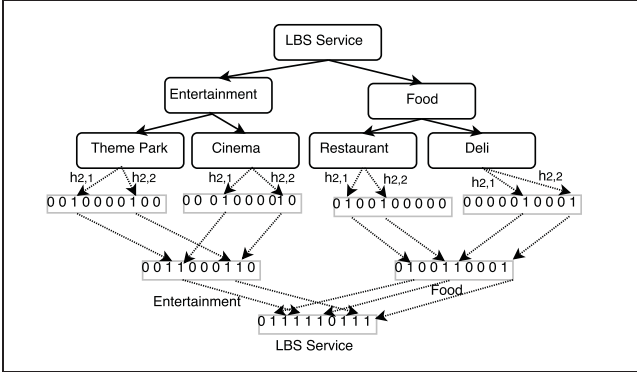 LBS Service
Entertainment
Food
Theme Park
Cinema
Restaurant
Deli
h2,1
h2,2
h2,1
h2,2
h2,1
h2,2
h2,1
h2,2
0 0 1 0 0 0 0 1 0 0
0 0 0 1 0 0 0 0 1 0
0 1 0 0 1 0 0 0 0 0
0 0 0 0 0 1 0 0 0 1
0 0 1 1 0 0 0 1 1 0
0 1 0 0 1 1 0 0 0 1
Entertainment
Food
0 1 1 1 1 1 0 1 1 1
LBS Service